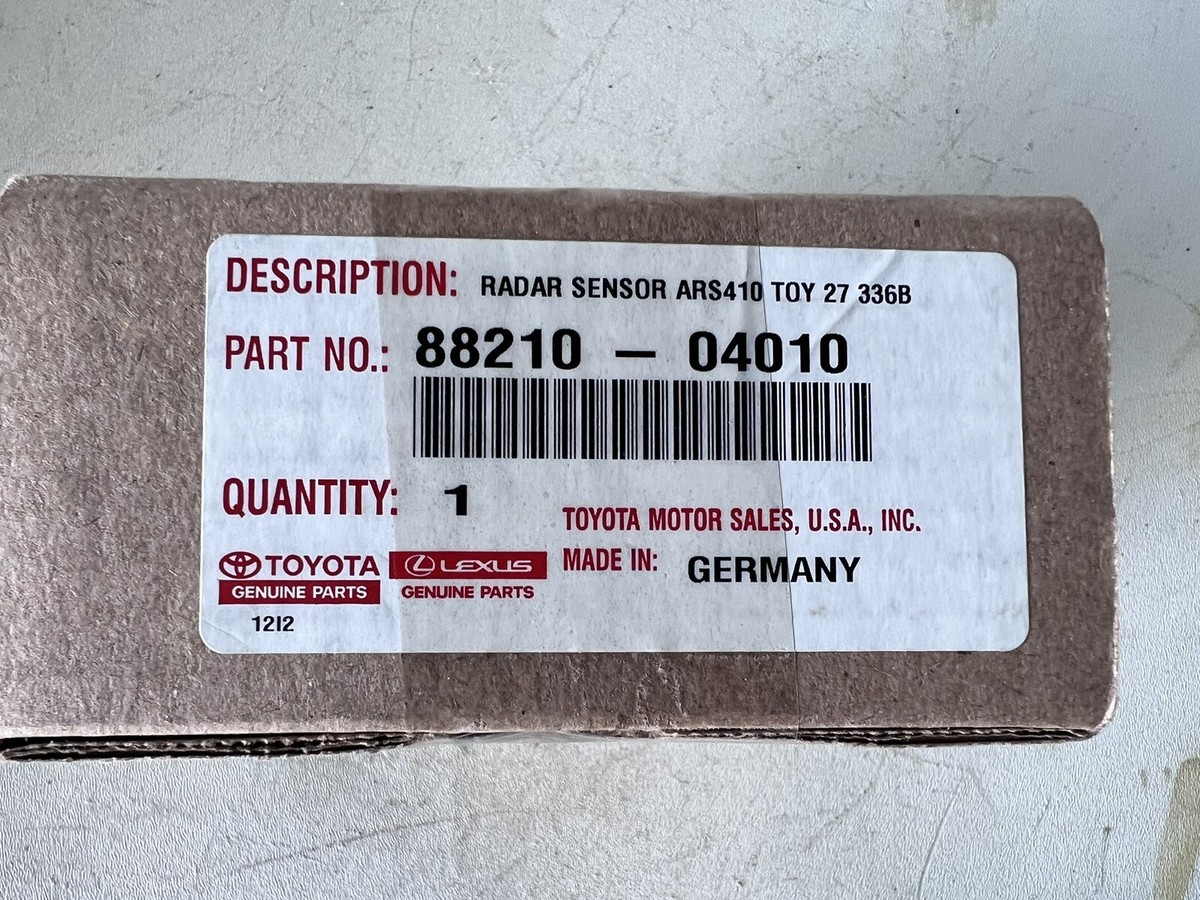 DESCRIPTION: RADAR SENSOR ARS410 TOY 27 336B
PART NO.: 88210 – 04010
QUANTITY: 1
TOYOTA MOTOR SALES, U.S.A., INC.
TOYOTA LEXUS MADE IN: GERMANY
GENUINE PARTS GENUINE PARTS
12I2